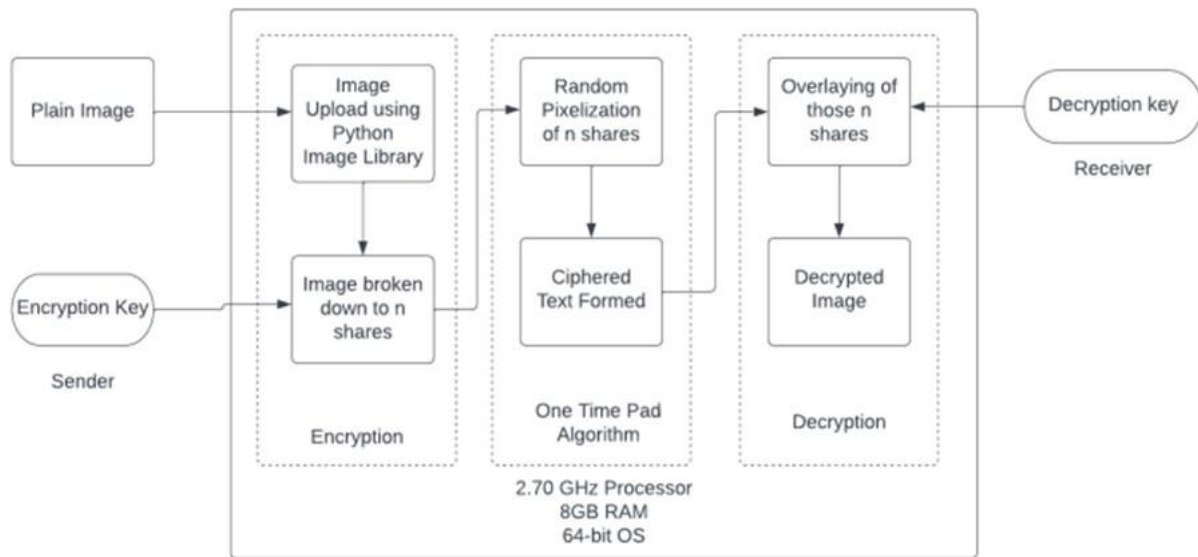 Plain Image
Encryption Key
Sender
Image
Upload using
Python
Image Library
Image broken
down to n
shares
Encryption
Random
Pixelization
of n shares
Ciphered
Text Formed
One Time Pad
Algorithm
Overlaying of
those n
shares
Decrypted
Image
Decryption
Decryption key
Receiver
2.70 GHz Processor
8GB RAM
64-bit OS